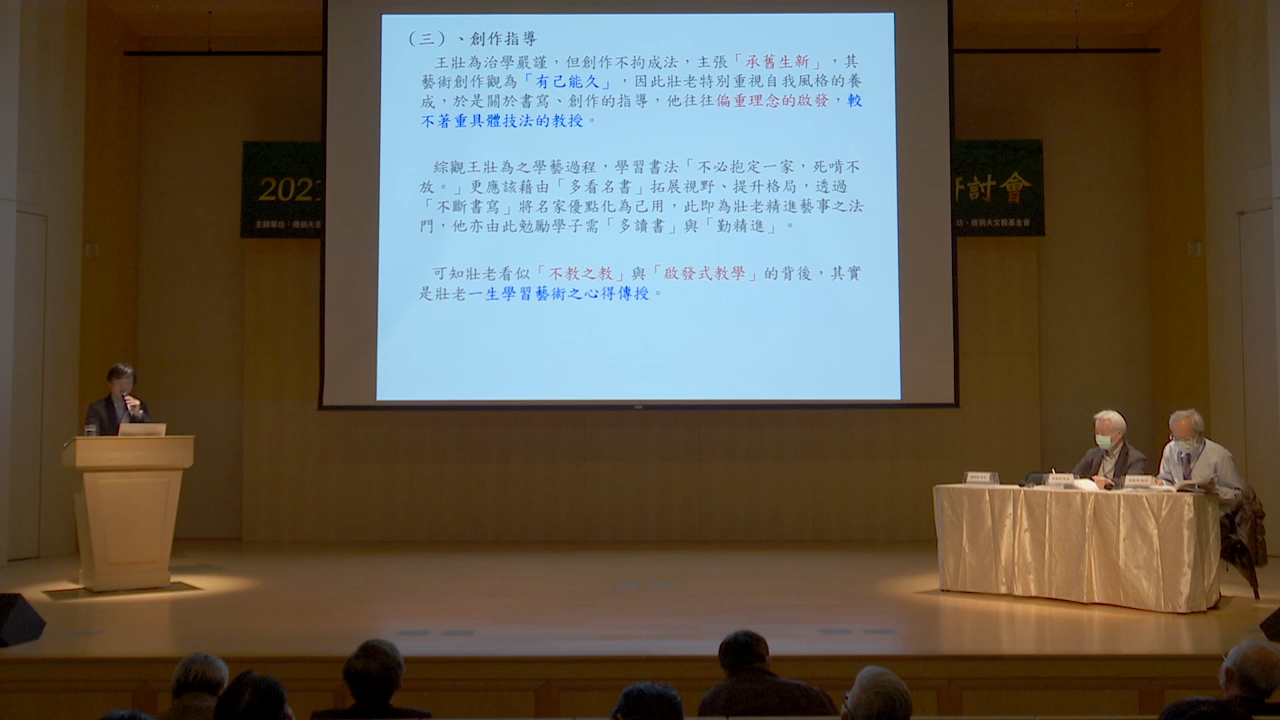 （三）、創作指導
王壯為治學嚴謹，但創作不拘成法，主張「承舊生新」，其
藝術創作觀為「有己能久」，因此壯老特別重視自我風格的養
成，於是關於書寫、創作的指導，他往往偏重理念的啟發，較
不著重具體技法的教授。
綜觀王壯為之學藝過程，學習書法「不必抱定一家，死啃不
放。」更應該藉由「多看名書」拓展視野、提升格局，透過
「不斷書寫」將名家優點化為己用，此即為壯老精進藝事之法
門，他亦由此勉勵學子需「多讀書」與「勤精進」。
可知壯老看似「不教之教」與「啟發式教學」的背後，其實
是壯老一生學習藝術之心得傳授。
202
研討會
主辦單位：
文教基金會